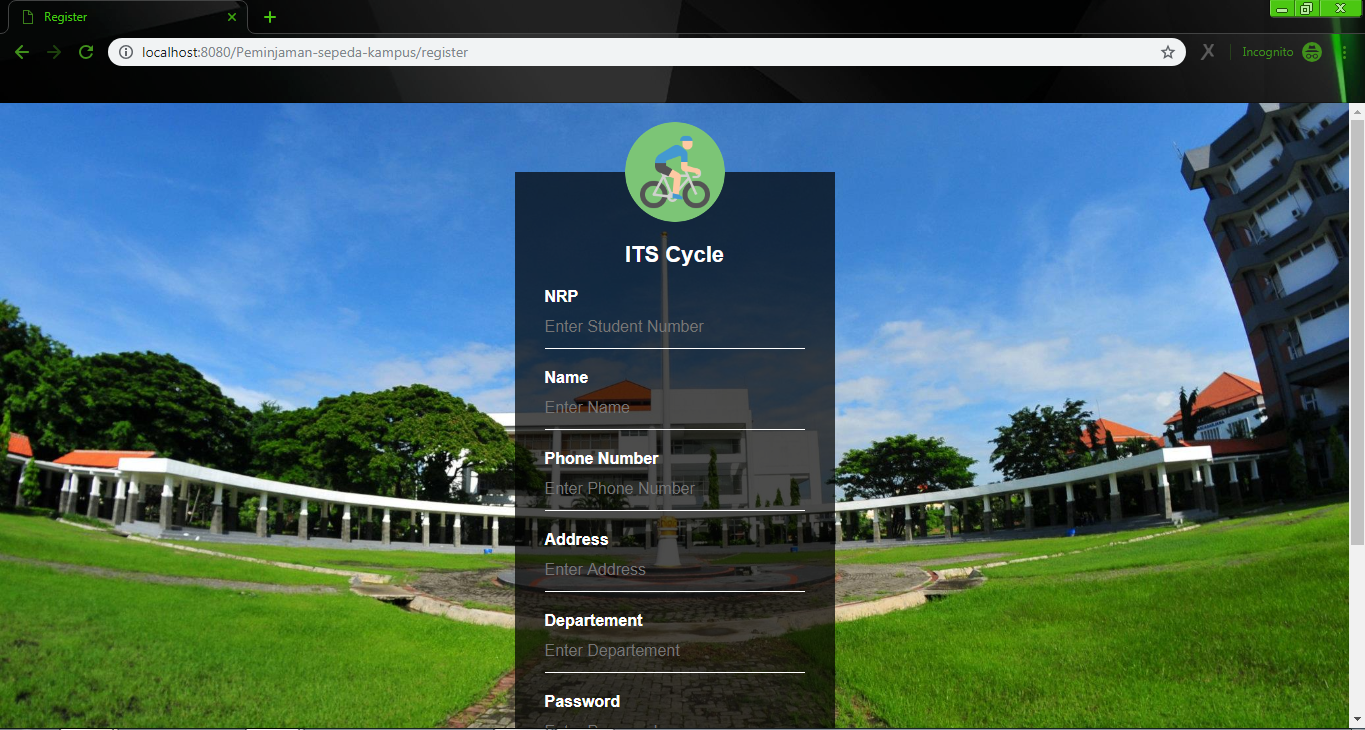 Register
localhost:8080/Peminjaman-sepeda-kampus/register
Incognito
ITS Cycle
NRP
Enter Student Number
Name
Enter Name
Phone Number
Enter Phone Number
Address
Enter Address
Departement
Enter Departement
Password